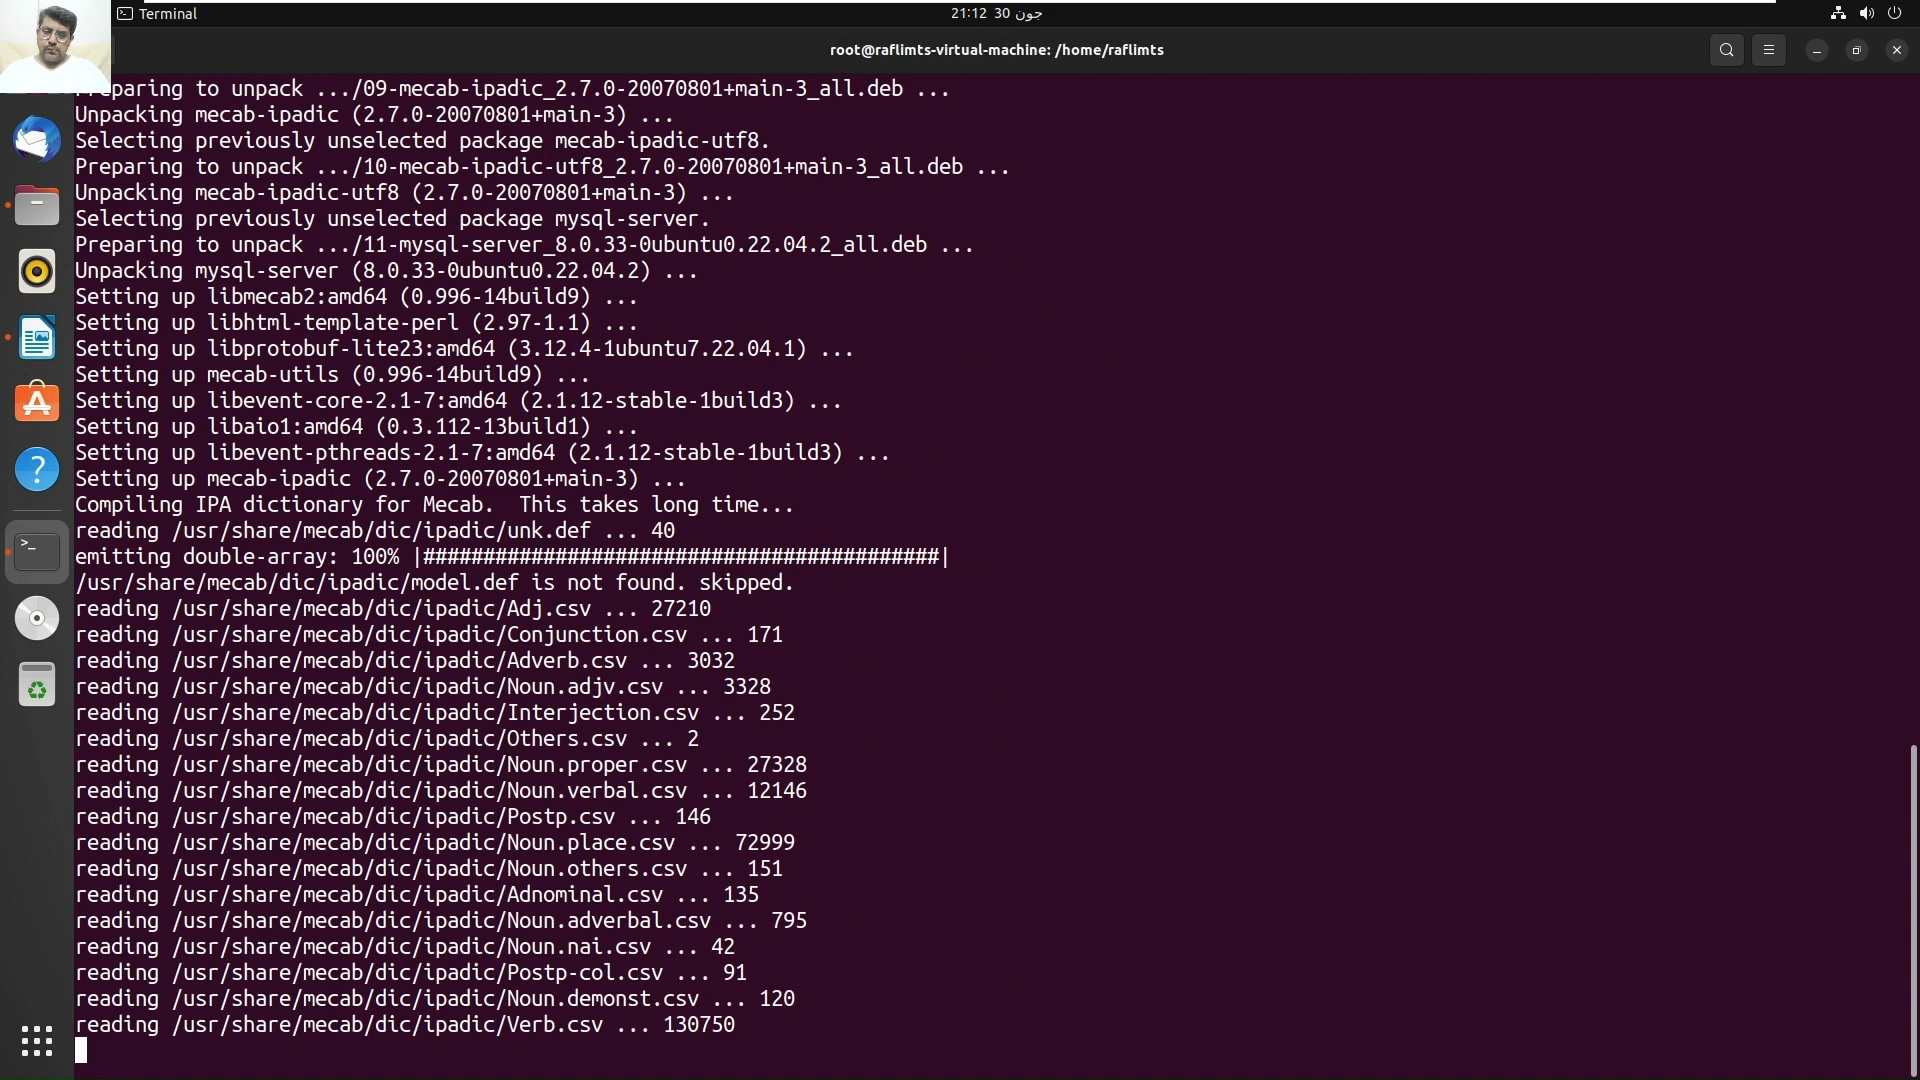 Terminal
21:12 30 جون
root@raflimts-virtual-machine: /home/raflimts
eparing to unpack .../09-mecab-ipadic_2.7.0-20070801+main-3_all.deb ...
Unpacking mecab-ipadic (2.7.0-20070801+main-3) ...
Selecting previously unselected package mecab-ipadic-utf8.
Preparing to unpack .../10-mecab-ipadic-utf8_2.7.0-20070801+main-3_all.deb ...
Unpacking mecab-ipadic-utf8 (2.7.0-20070801+main-3) ...
Selecting previously unselected package mysql-server.
Preparing to unpack .../11-mysql-server_8.0.33-0ubuntu0.22.04.2_all.deb ...
Unpacking mysql-server (8.0.33-0ubuntu0.22.04.2) ...
Setting up libmecab2:amd64 (0.996-14build9) ...
Setting up libhtml-template-perl (2.97-1.1) ...
Setting up libprotobuf-lite23:amd64 (3.12.4-1ubuntu7.22.04.1) ...
Setting up mecab-utils (0.996-14build9) ...
Setting up libevent-core-2.1-7:amd64 (2.1.12-stable-1build3) ...
Setting up libaio1:amd64 (0.3.112-13build1) ...
Setting up libevent-pthreads-2.1-7:amd64 (2.1.12-stable-1build3) ...
Setting up mecab-ipadic (2.7.0-20070801+main-3) ...
Compiling IPA dictionary for Mecab.  This takes long time...
reading /usr/share/mecab/dic/ipadic/unk.def ... 40
emitting double-array: 100% |###########################################|
/usr/share/mecab/dic/ipadic/model.def is not found. skipped.
reading /usr/share/mecab/dic/ipadic/Adj.csv ... 27210
reading /usr/share/mecab/dic/ipadic/Conjunction.csv ... 171
reading /usr/share/mecab/dic/ipadic/Adverb.csv ... 3032
reading /usr/share/mecab/dic/ipadic/Noun.adjv.csv ... 3328
reading /usr/share/mecab/dic/ipadic/Interjection.csv ... 252
reading /usr/share/mecab/dic/ipadic/Others.csv ... 2
reading /usr/share/mecab/dic/ipadic/Noun.proper.csv ... 27328
reading /usr/share/mecab/dic/ipadic/Noun.verbal.csv ... 12146
reading /usr/share/mecab/dic/ipadic/Postp.csv ... 146
reading /usr/share/mecab/dic/ipadic/Noun.place.csv ... 72999
reading /usr/share/mecab/dic/ipadic/Noun.others.csv ... 151
reading /usr/share/mecab/dic/ipadic/Adnominal.csv ... 135
reading /usr/share/mecab/dic/ipadic/Noun.adverbal.csv ... 795
reading /usr/share/mecab/dic/ipadic/Noun.nai.csv ... 42
reading /usr/share/mecab/dic/ipadic/Postp-col.csv ... 91
reading /usr/share/mecab/dic/ipadic/Noun.demonst.csv ... 120
reading /usr/share/mecab/dic/ipadic/Verb.csv ... 130750